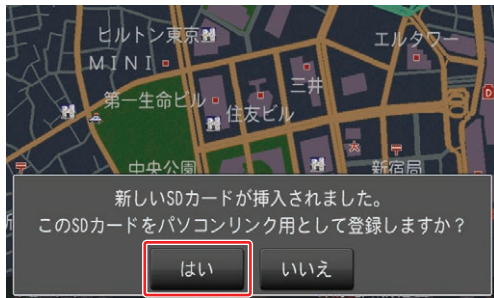 ヒルトン東京
エルタワー
MINI
三井
第一生命ビル
住友ビル
中央公園
新宿局
新しいSDカードが挿入されました。
このSDカードをパソコンリンク用として登録しますか？
はい
いいえ